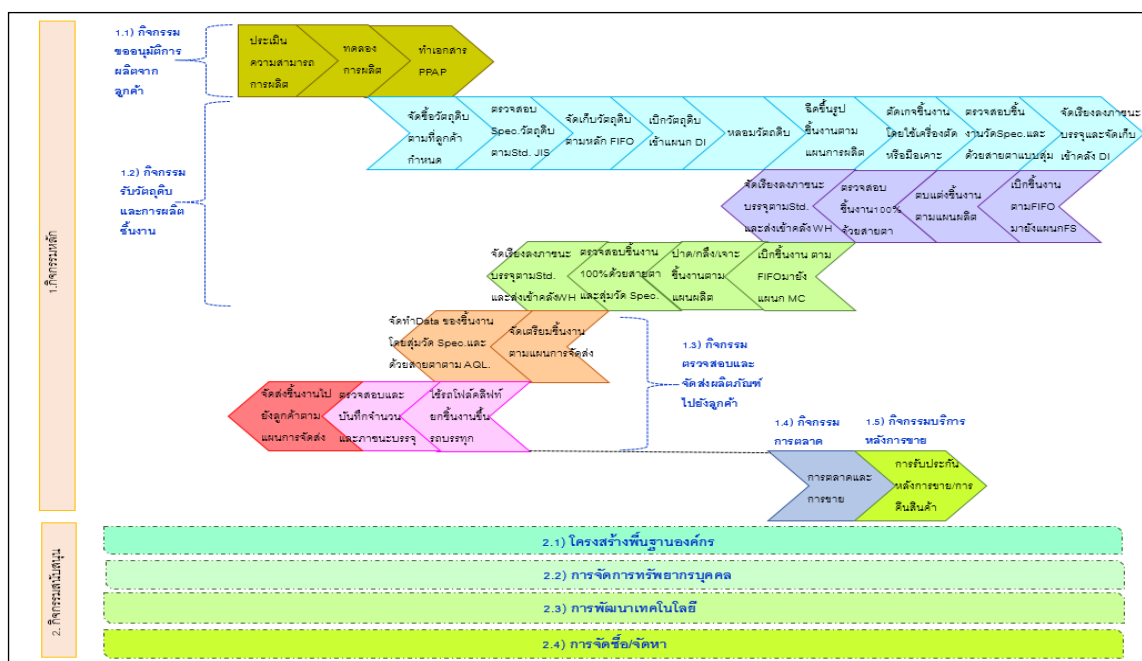 1.กิจกรรมหลัก
1.1) กิจกรรม
ขออนุมัติการ
ผลิตจาก
ลูกค้า
ประเมิน
ความสามารถ
การผลิต
ทดลอง
การผลิต
ทำเอกสาร
PPAP
1.2) กิจกรรม
รับวัตถุดิบ
และการผลิต
ชิ้นงาน
จัดซื้อวัตถุดิบ
ตามที่ลูกค้า
กำหนด
ตรวจสอบ
Spec.วัตถุดิบ
ตามStd. JIS
จัดเก็บวัตถุดิบ
ตามหลัก FIFO
เบิกวัตถุดิบ
เข้าแผนก DI
หลอมวัตถุดิบ
ฉีดขึ้นรูป
ชิ้นงานตาม
แผนการผลิต
ตัดเกจชิ้นงาน
โดยใช้เครื่องตัด
หรือมือเคาะ
ตรวจสอบชิ้น
งานวัดSpec.และ
ด้วยสายตาแบบสุ่ม
จัดเรียงลงภาชนะ
บรรจุและจัดเก็บ
เข้าคลัง DI
จัดเรียงลงภาชนะ
บรรจุตามStd.
และส่งเข้าคลัง WH
ตรวจสอบ
ชิ้นงาน100%
ด้วยสายตา
ตบแต่งชิ้นงาน
ตามแผนผลิต
เบิกชิ้นงาน
ตามFIFO
มายังแผนกFS
จัดเรียงลงภาชนะ
บรรจุตามStd.
และส่งเข้าคลังWH
ตรวจสอบชิ้นงาน
100%ด้วยสายตา
และสุ่มวัด Spec.
ปาด/กลึง/เจาะ
ชิ้นงานตาม
แผนผลิต
เบิกชิ้นงาน ตาม
FIFOมายัง
แผนก MC
จัดทำData ของชิ้นงาน
โดยสุ่มวัด Spec.และ
ด้วยสายตาตาม AQL.
จัดเตรียมชิ้นงาน
ตามแผนการจัดส่ง
1.3) กิจกรรม
ตรวจสอบและ
จัดส่งผลิตภัณฑ์
ไปยังลูกค้า
จัดส่งชิ้นงานไป
ยังลูกค้าตาม
แผนการจัดส่ง
ตรวจสอบและ
บันทึกจำนวน
และภาชนะบรรจุ
ใช้รถโฟล์คลิฟท์
ยกชิ้นงานขึ้น
รถบรรทุก
1.4) กิจกรรม
การตลาด
1.5) กิจกรรมบริการ
หลังการขาย
การตลาดและ
การขาย
การรับประกัน
หลังการขาย/การ
คืนสินค้า
2. กิจกรรมสนับสนุน
2.1) โครงสร้างพื้นฐานองค์กร
2.2) การจัดการทรัพยากรบุคคล
2.3) การพัฒนาเทคโนโลยี
2.4) การจัดซื้อ/จัดหา